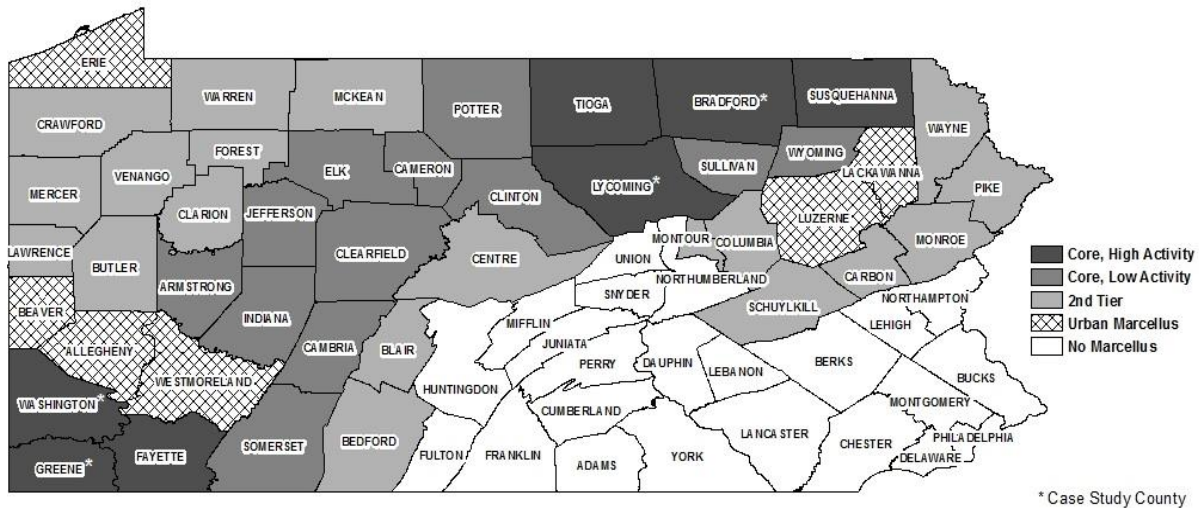 ERIE
WARREN
MCKEAN
POTTER
TIOGA
BRADFORD *
SUSQUEHANNA
WAYNE
CRAWFORD
FOREST
ELK
CAMERON
SULLIVAN
WYOMING
LACKAWANNA
PIKE
MERCER
VENANGO
CLARION
JEFFERSON
CLINTON
LYCOMING *
LUZERNE
LAWRENCE
BUTLER
CLEARFIELD
CENTRE
UNION
MONTOUR
COLUMBIA
MONROE
CARBON
ARMSTRONG
NORTHUMBERLAND
BEAVER
INDIANA
SNYDER
SCHUYLKILL
NORTHAMPTON
LEHIGH
ALLEGHENY
CAMBRIA
BLAIR
MIFFLIN
JUNIATA
PERRY
DAUPHIN
LEBANON
BERKS
BUCKS
WESTMORELAND
HUNTINGDON
MONTGOMERY
WASHINGTON *
CUMBERLAND
LANCASTER
CHESTER
PHILADELPHIA
DELAWARE
GREENE *
FAYETTE
SOMERSET
BEDFORD
FULTON
FRANKLIN
ADAMS
YORK
Core, High Activity
Core, Low Activity
2nd Tier
Urban Marcellus
No Marcellus
* Case Study County